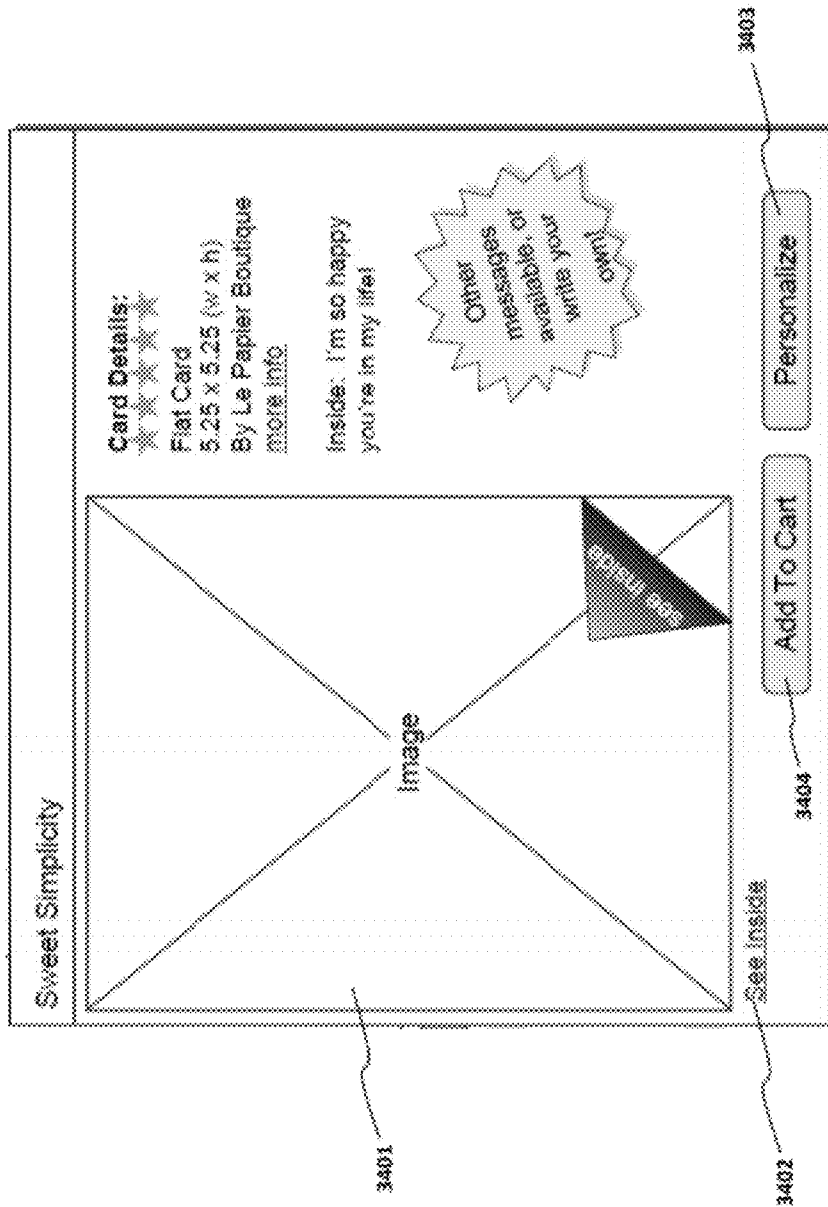 Sweet Simplicity
Image
see inside
Card Details:
Flat Card
5.25 x 5.25 (w x h)
By Le Papier Boutique
more info
Inside: I'm so happy
you're in my life!
Other
messages
available, or
write your
own!
See Inside
Add To Cart
Personalize
3401
3402
3404
3403